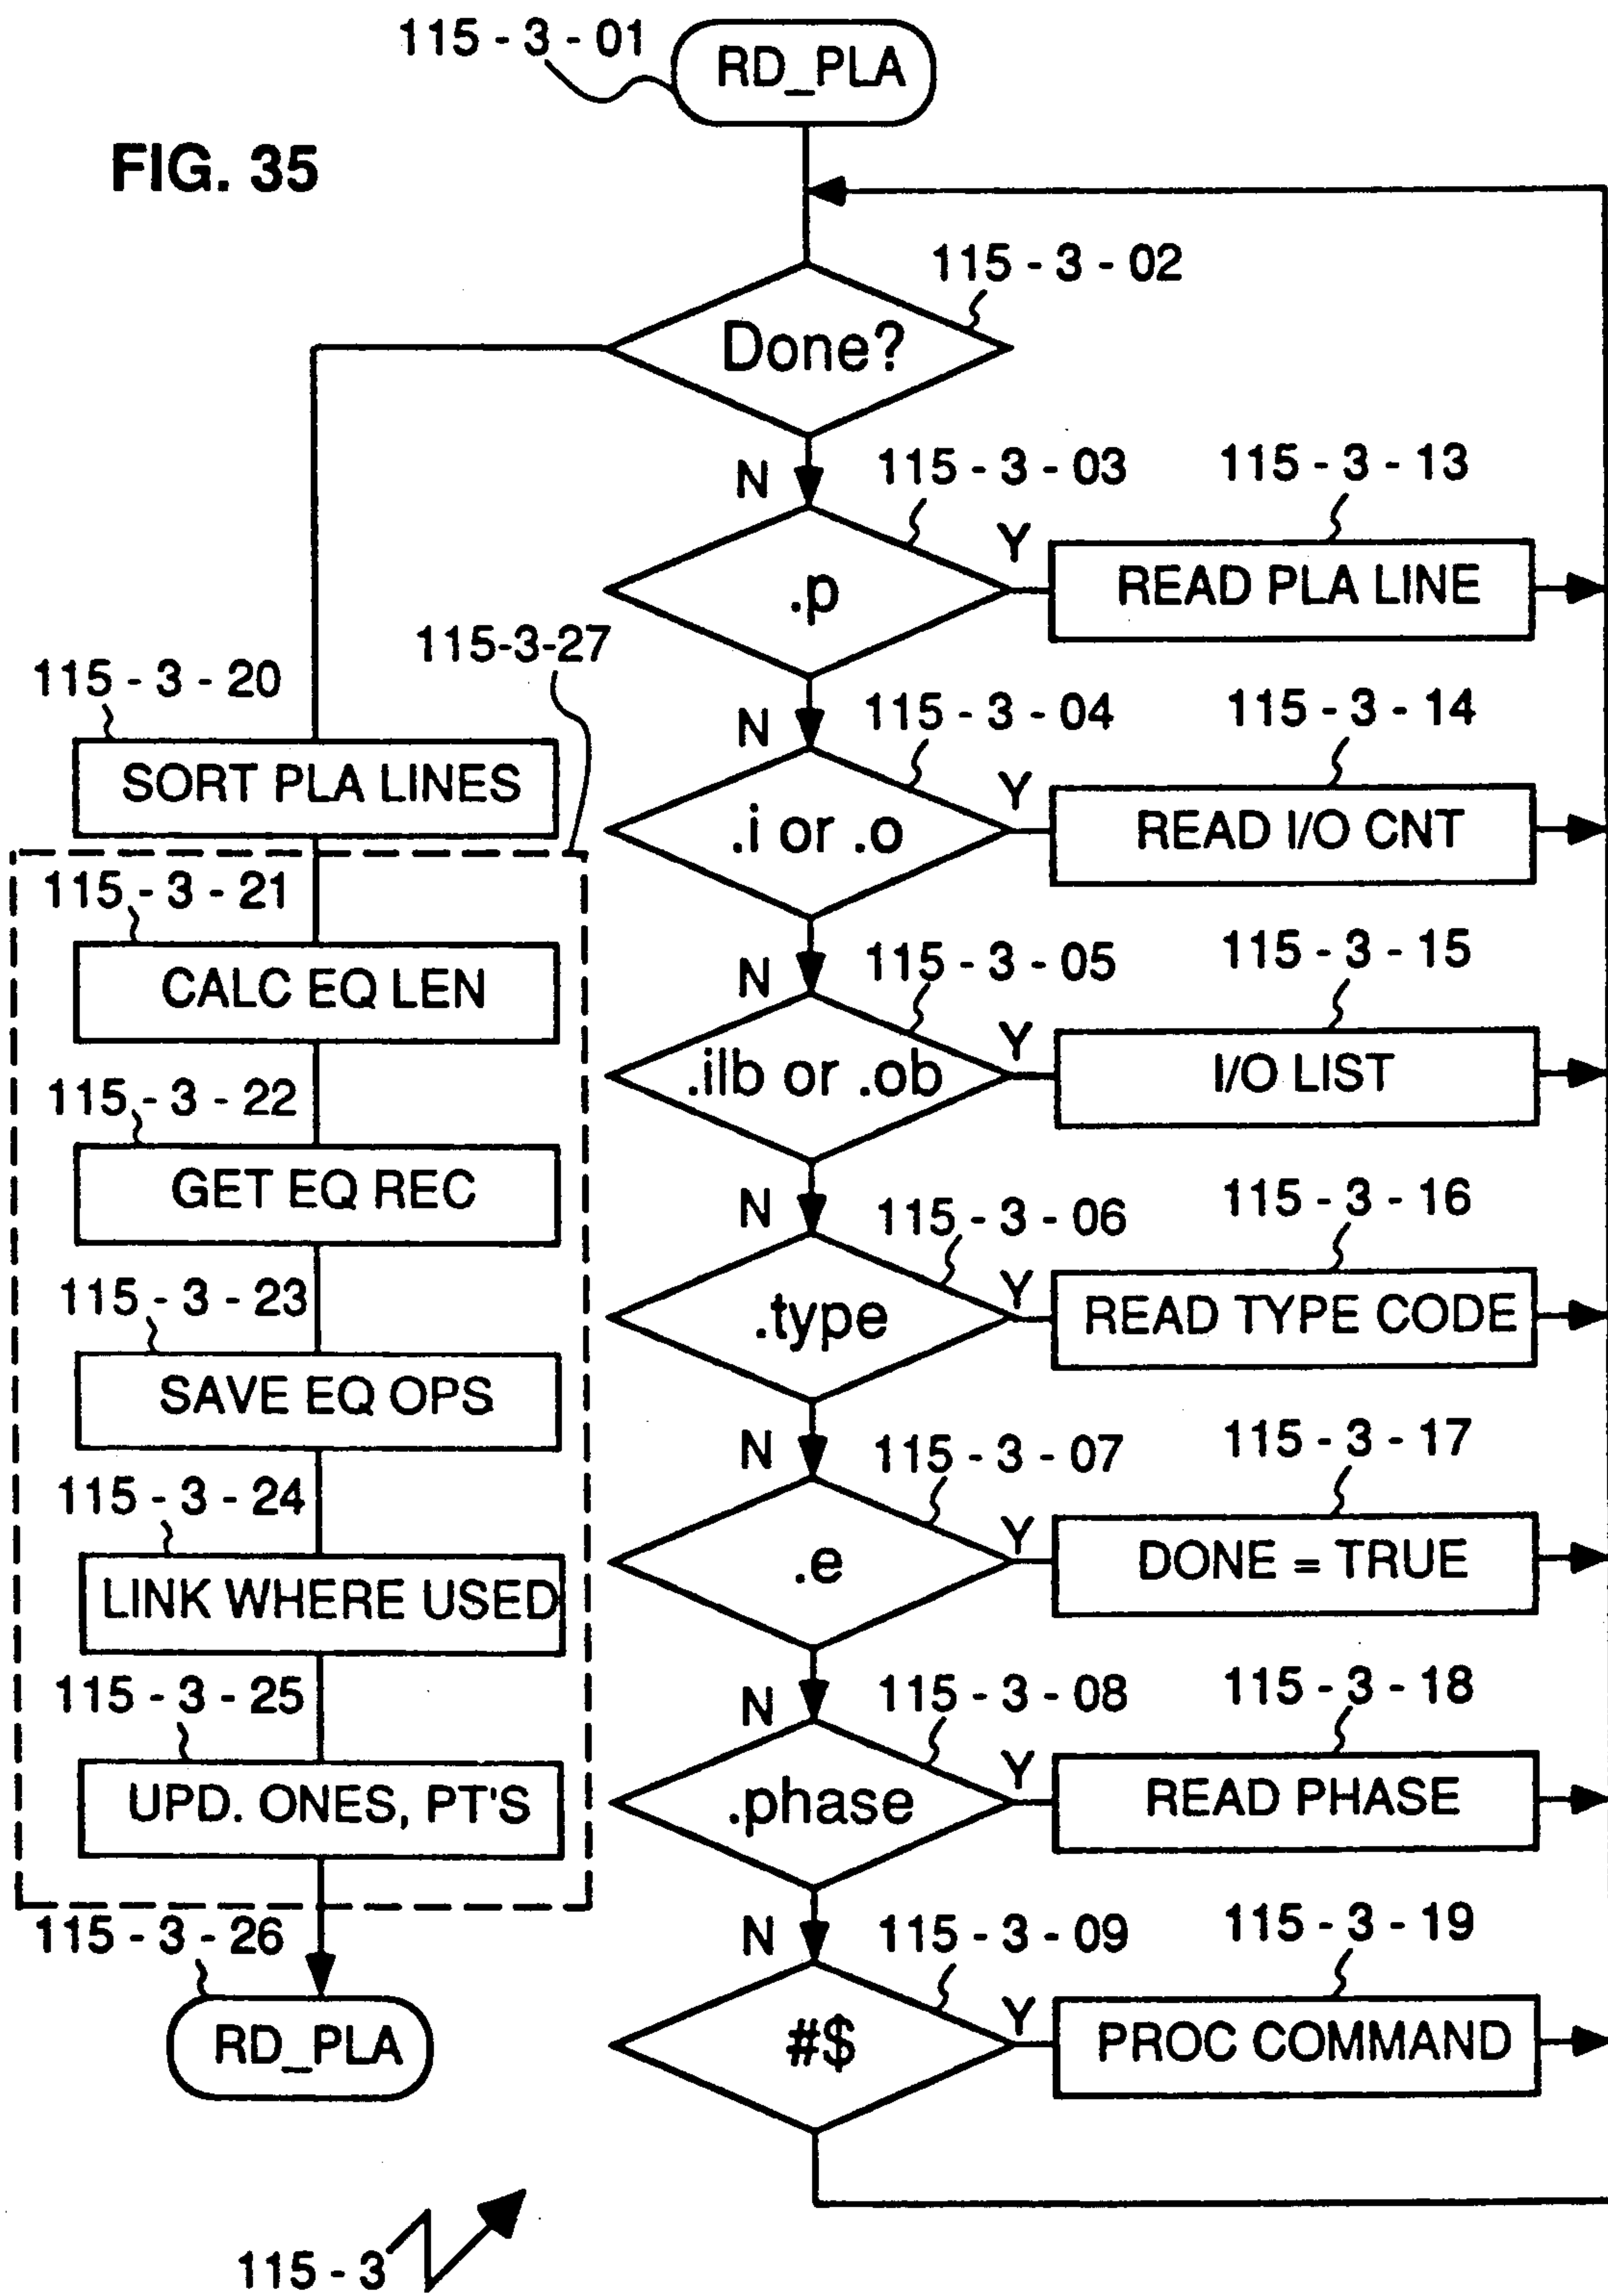 115 - 3 - 01
RD_PLA
FIG. 35
115 - 3 - 02
Done?
N
115 - 3 - 03
115 - 3 - 13
.p
Y
READ PLA LINE
115-3-27
115 - 3 - 20
SORT PLA LINES
N
115 - 3 - 04
115 - 3 - 14
.i or .o
Y
READ I/O CNT
115 - 3 - 21
CALC EQ LEN
N
115 - 3 - 05
115 - 3 - 15
.ilb or .ob
Y
I/O LIST
115 - 3 - 22
GET EQ REC
N
115 - 3 - 06
115 - 3 - 16
.type
Y
READ TYPE CODE
115 - 3 - 23
SAVE EQ OPS
N
115 - 3 - 07
115 - 3 - 17
.e
Y
DONE = TRUE
115 - 3 - 24
LINK WHERE USED
N
115 - 3 - 08
115 - 3 - 18
.phase
Y
READ PHASE
115 - 3 - 25
UPD. ONES, PT'S
N
115 - 3 - 09
115 - 3 - 19
#$
Y
PROC COMMAND
115 - 3 - 26
RD_PLA
115 - 3